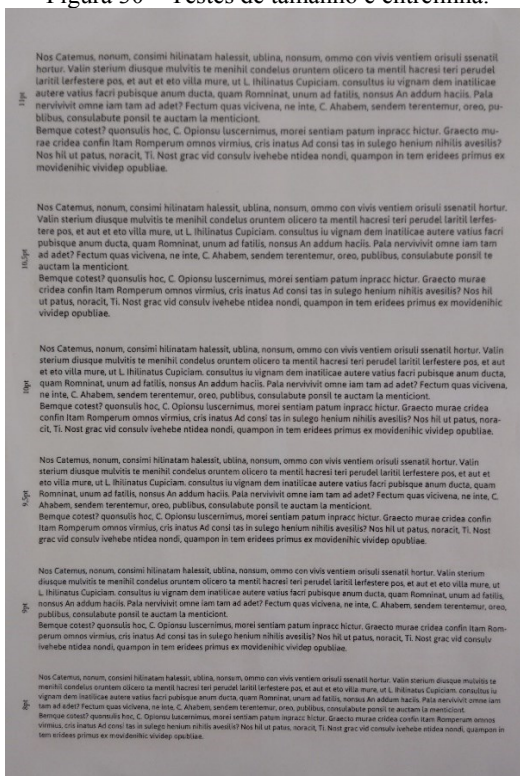 Figura 30 – Testes de tamanho e entrelinha.
11pt
Nos Catemus, nonum, consimi hilinatam halessit, ublina, nonsum, ommo con vivis ventiem orisuli ssenatil
hortur. Valin sterium diusque mulvitis te menihil condelus oruntem olicero ta mentil hacresi teri perudel
laritil lerfestere pos, et aut et eto villa mure, ut L. Ihilinatus Cupiciam. consultus iu vignam dem inatilicae
autere vatius facri pubisque anum ducta, quam Romninat, unum ad fatilis, nonsus An addum haciis. Pala
nervivivit omne iam tam ad adet? Fectum quas vicivena, ne inte, C. Ahabem, sendem terentemur, oreo, pu-
blibus, consulabute ponsil te auctam la menticiont.
Bemque cotest? quonsulis hoc, C. Opionsu luscernimus, morei sentiam patum inpracc hictur. Graecto mu-
rae cridea confin Itam Romperum omnos virmius, cris inatus Ad consi tas in sulego henium nihilis avesilis?
Nos hil ut patus, noracit, Ti. Nost grac vid consulv ivehebe ntidea nondi, quampon in tem eridees primus ex
movidenihic vividep opubliae.
10,5pt
Nos Catemus, nonum, consimi hilinatam halessit, ublina, nonsum, ommo con vivis ventiem orisuli ssenatil hortur.
Valin sterium diusque mulvitis te menihil condelus oruntem olicero ta mentil hacresi teri perudel laritil lerfes-
tere pos, et aut et eto villa mure, ut L. Ihilinatus Cupiciam. consultus iu vignam dem inatilicae autere vatius facri
pubisque anum ducta, quam Romninat, unum ad fatilis, nonsus An addum haciis. Pala nervivivit omne iam tam
ad adet? Fectum quas vicivena, ne inte, C. Ahabem, sendem terentemur, oreo, publibus, consulabute ponsil te
auctam la menticiont.
Bemque cotest? quonsulis hoc, C. Opionsu luscernimus, morei sentiam patum inpracc hictur. Graecto murae
cridea confin Itam Romperum omnos virmius, cris inatus Ad consi tas in sulego henium nihilis avesilis? Nos hil
ut patus, noracit, Ti. Nost grac vid consulv ivehebe ntidea nondi, quampon in tem eridees primus ex movidenihic
vividep opubliae.
10pt
Nos Catemus, nonum, consimi hilinatam halessit, ublina, nonsum, ommo con vivis ventiem orisuli ssenatil hortur. Valin
sterium diusque mulvitis te menihil condelus oruntem olicero ta mentil hacresi teri perudel laritil lerfestere pos, et aut
et eto villa mure, ut L. Ihilinatus Cupiciam. consultus iu vignam dem inatilicae autere vatius facri pubisque anum ducta,
quam Romninat, unum ad fatilis, nonsus An addum haciis. Pala nervivivit omne iam tam ad adet? Fectum quas vicivena,
ne inte, C. Ahabem, sendem terentemur, oreo, publibus, consulabute ponsil te auctam la menticiont.
Bemque cotest? quonsulis hoc, C. Opionsu luscernimus, morei sentiam patum inpracc hictur. Graecto murae cridea
confin Itam Romperum omnos virmius, cris inatus Ad consi tas in sulego henium nihilis avesilis? Nos hil ut patus, nora-
cit, Ti. Nost grac vid consulv ivehebe ntidea nondi, quampon in tem eridees primus ex movidenihic vividep opubliae.
9,5pt
Nos Catemus, nonum, consimi hilinatam halessit, ublina, nonsum, ommo con vivis ventiem orisuli ssenatil hortur. Valin
sterium diusque mulvitis te menihil condelus oruntem olicero ta mentil hacresi teri perudel laritil lerfestere pos, et aut et
eto villa mure, ut L. Ihilinatus Cupiciam. consultus iu vignam dem inatilicae autere vatius facri pubisque anum ducta, quam
Romninat, unum ad fatilis, nonsus An addum haciis. Pala nervivivit omne iam tam ad adet? Fectum quas vicivena, ne inte, C.
Ahabem, sendem terentemur, oreo, publibus, consulabute ponsil te auctam la menticiont.
Bemque cotest? quonsulis hoc, C. Opionsu luscernimus, morei sentiam patum inpracc hictur. Graecto murae cridea confin
Itam Romperum omnos virmius, cris inatus Ad consi tas in sulego henium nihilis avesilis? Nos hil ut patus, noracit, Ti. Nost
grac vid consulv ivehebe ntidea nondi, quampon in tem eridees primus ex movidenihic vividep opubliae.
9pt
Nos Catemus, nonum, consimi hilinatam halessit, ublina, nonsum, ommo con vivis ventiem orisuli ssenatil hortur. Valin sterium
diusque mulvitis te menihil condelus oruntem olicero ta mentil hacresi teri perudel laritil lerfestere pos, et aut et eto villa mure, ut
L. Ihilinatus Cupiciam. consultus iu vignam dem inatilicae autere vatius facri pubisque anum ducta, quam Romninat, unum ad fatilis,
nonsus An addum haciis. Pala nervivivit omne iam tam ad adet? Fectum quas vicivena, ne inte, C. Ahabem, sendem terentemur, oreo,
publibus, consulabute ponsil te auctam la menticiont.
Bemque cotest? quonsulis hoc, C. Opionsu luscernimus, morei sentiam patum inpracc hictur. Graecto murae cridea confin Itam Rom-
perum omnos virmius, cris inatus Ad consi tas in sulego henium nihilis avesilis? Nos hil ut patus, noracit, Ti. Nost grac vid consulv
ivehebe ntidea nondi, quampon in tem eridees primus ex movidenihic vividep opubliae.
8pt
Nos Catemus, nonum, consimi hilinatam halessit, ublina, nonsum, ommo con vivis ventiem orisuli ssenatil hortur. Valin sterium diusque mulvitis te
menihil condelus oruntem olicero ta mentil hacresi teri perudel laritil lerfestere pos, et aut et eto villa mure, ut L. Ihilinatus Cupiciam. consultus iu
vignam dem inatilicae autere vatius facri pubisque anum ducta, quam Romninat, unum ad fatilis, nonsus An addum haciis. Pala nervivivit omne iam
tam ad adet? Fectum quas vicivena, ne inte, C. Ahabem, sendem terentemur, oreo, publibus, consulabute ponsil te auctam la menticiont.
Bemque cotest? quonsulis hoc, C. Opionsu luscernimus, morei sentiam patum inpracc hictur. Graecto murae cridea confin Itam Romperum omnos
virmius, cris inatus Ad consi tas in sulego henium nihilis avesilis? Nos hil ut patus, noracit, Ti. Nost grac vid consulv ivehebe ntidea nondi, quampon in
tem eridees primus ex movidenihic vividep opubliae.